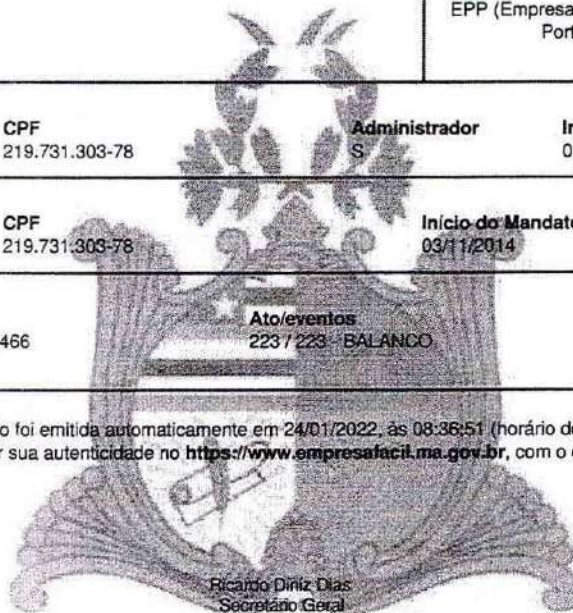 EPP (Empresa
Port
CPF Administrador
219.731.303-78 S 0
CPF Início do Mandato
219.731.303-78 03/11/2014
Ato/eventos
466 223 / 223 - BALANCO
o foi emitida automaticamente em 24/01/2022, às 08:36:51 (horário de
r sua autenticidade no https://www.empresafacil.ma.gov.br, com o
Ricardo Diniz Dias
Secretário Geral